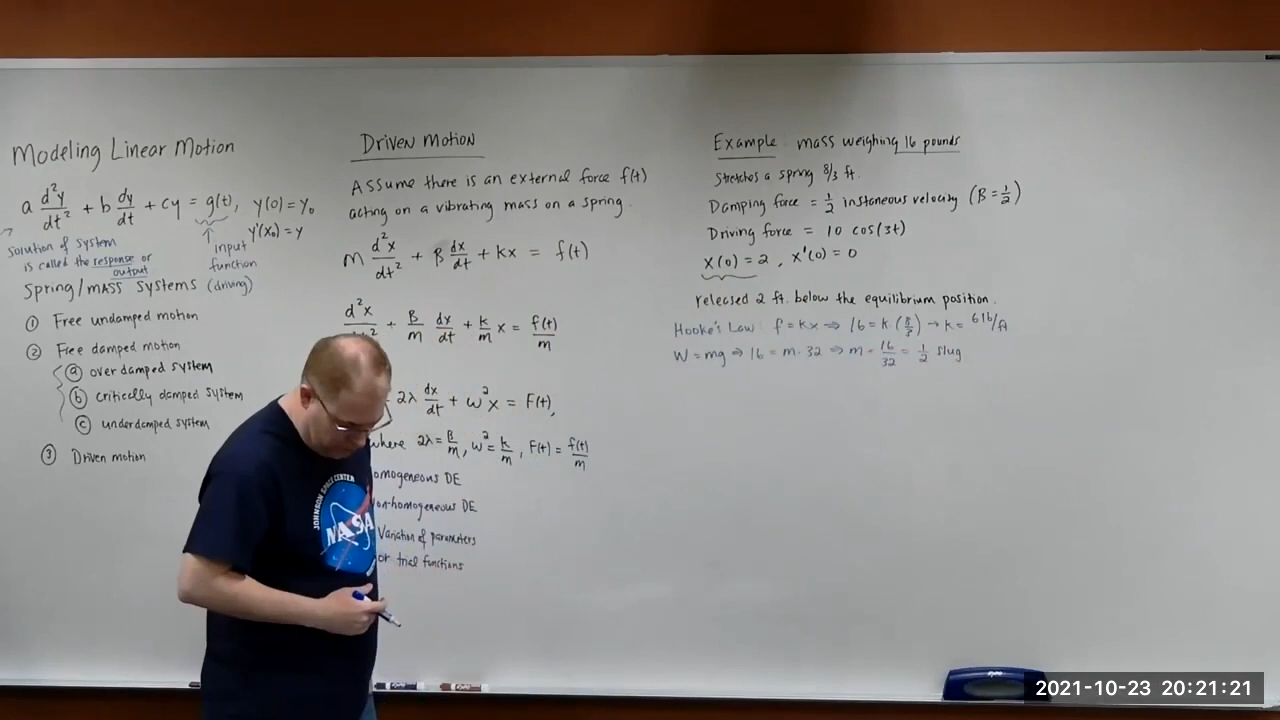 Modeling Linear Motion
a d²y/dt² + b dy/dt + cy = g(t), y(0) = y₀
y'(x₀) = y
Solution of system
is called the response or
output
input
function
(driving)
Spring/mass Systems
① Free undamped motion
② Free damped motion
ⓐ over damped system
ⓑ critically damped system
ⓒ underdamped system
③ Driven motion
Driven Motion
Assume there is an external force f(t)
acting on a vibrating mass on a spring.
m d²x/dt² + β dx/dt + kx = f(t)
d²x/dt² + β/m dx/dt + k/m x = f(t)/m
2λ dx/dt + ω²x = F(t),
where 2λ = β/m, ω² = k/m, F(t) = f(t)/m
omogeneous DE
on-homogeneous DE
Variation of parameters
or trial functions
Example: mass weighing 16 pounds
Stretches a spring 8/3 ft.
Damping force = 1/2 instaneous velocity (β = 1/2)
Driving force = 10 cos(3t)
x(0) = 2, x'(0) = 0
released 2 ft. below the equilibrium position.
Hooke's Law: f = kx ⇒ 16 = k(8/3) → k = 6 lb/ft
W = mg ⇒ 16 = m·32 ⇒ m = 16/32 = 1/2 slug
JOHNSON SPACE CENTER
NASA
expo
2021-10-23 20:21:21